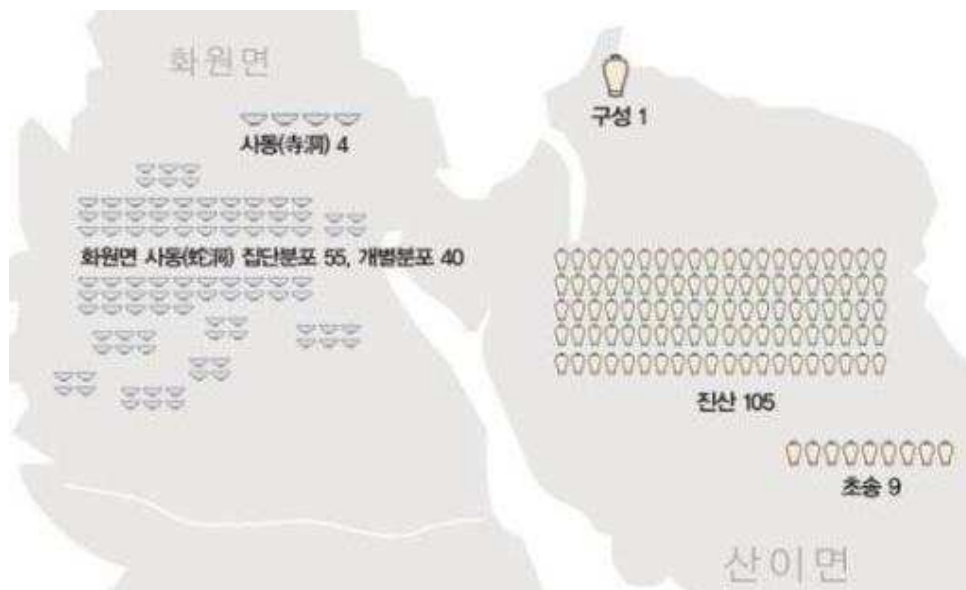 화원면
구성 1
사동(寺洞) 4
화원면 사동(蛇洞) 집단분포 55, 개별분포 40
진산 105
초송 9
산이면